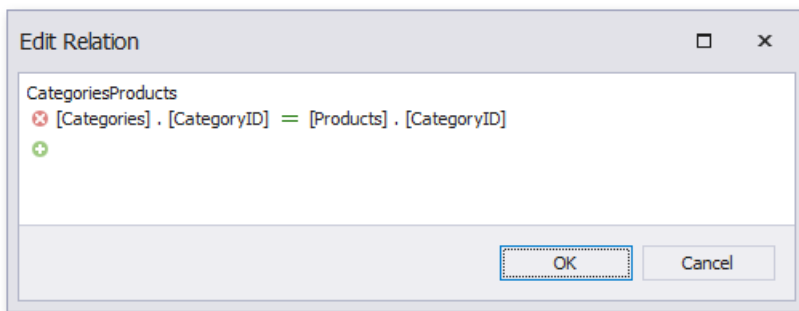 Edit Relation
CategoriesProducts
[Categories] . [CategoryID] = [Products] . [CategoryID]
OK
Cancel